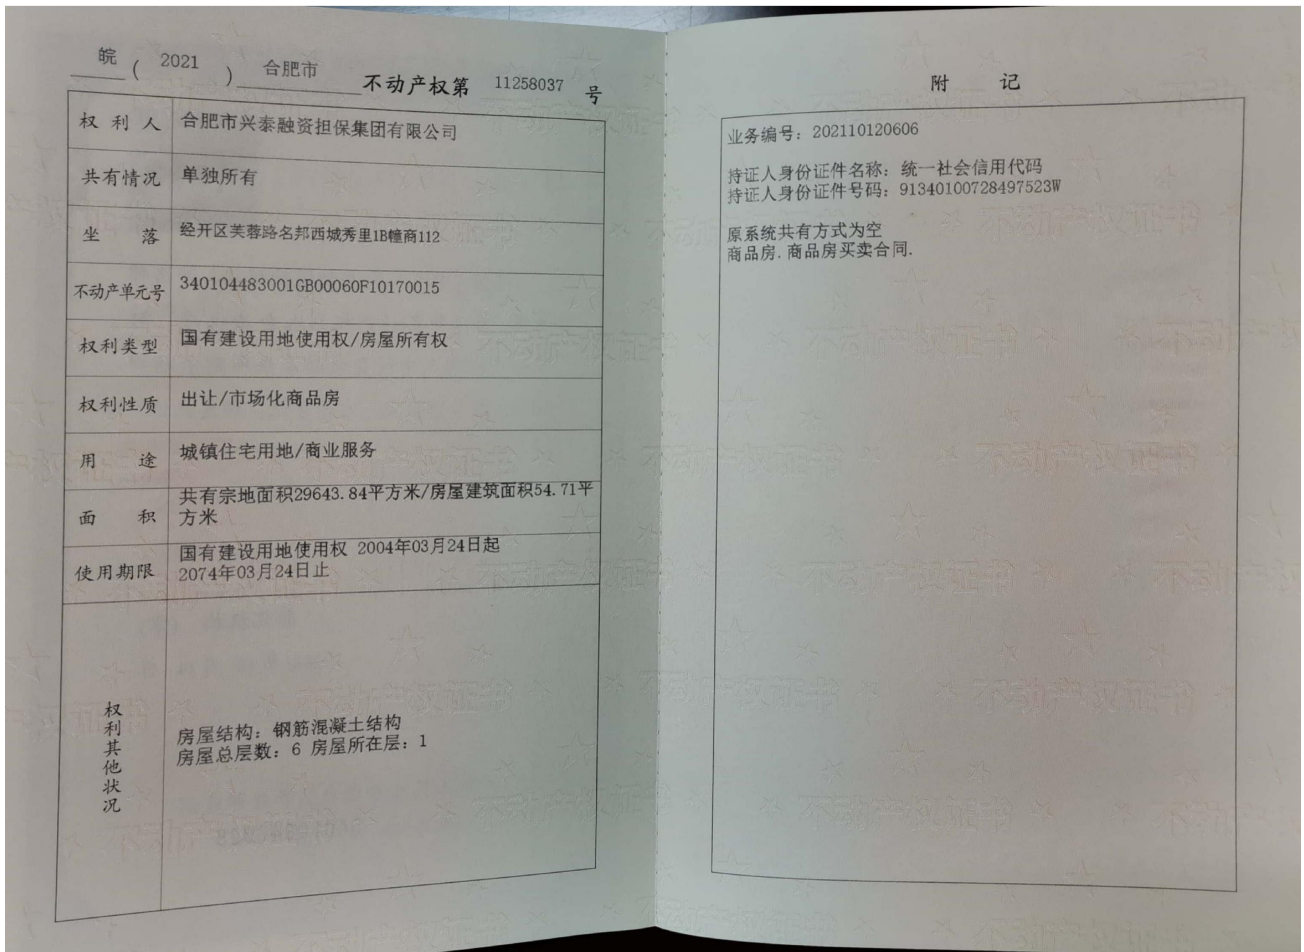 皖 ( 2021 ) 合肥市 不动产权第 11258037 号
权利人 合肥市兴泰融资担保集团有限公司
共有情况 单独所有
坐落 经开区芙蓉路名邦西城秀里1B幢商112
不动产单元号 340104483001GB00060F10170015
权利类型 国有建设用地使用权/房屋所有权
权利性质 出让/市场化商品房
用途 城镇住宅用地/商业服务
面积 共有宗地面积29643.84平方米/房屋建筑面积54.71平
方米
使用期限 国有建设用地使用权 2004年03月24日起
2074年03月24日止
权利其他状况
房屋结构：钢筋混凝土结构
房屋总层数：6 房屋所在层：1
附记
业务编号：202110120606
持证人身份证件名称：统一社会信用代码
持证人身份证件号码：91340100728497523W
原系统共有方式为空
商品房.商品房买卖合同.